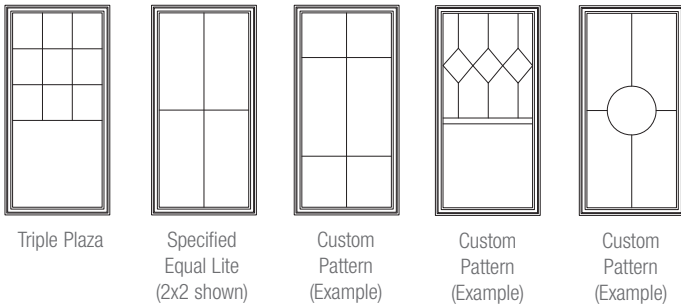 Triple Plaza
Specified
Equal Lite
(2x2 shown)
Custom
Pattern
(Example)
Custom
Pattern
(Example)
Custom
Pattern
(Example)